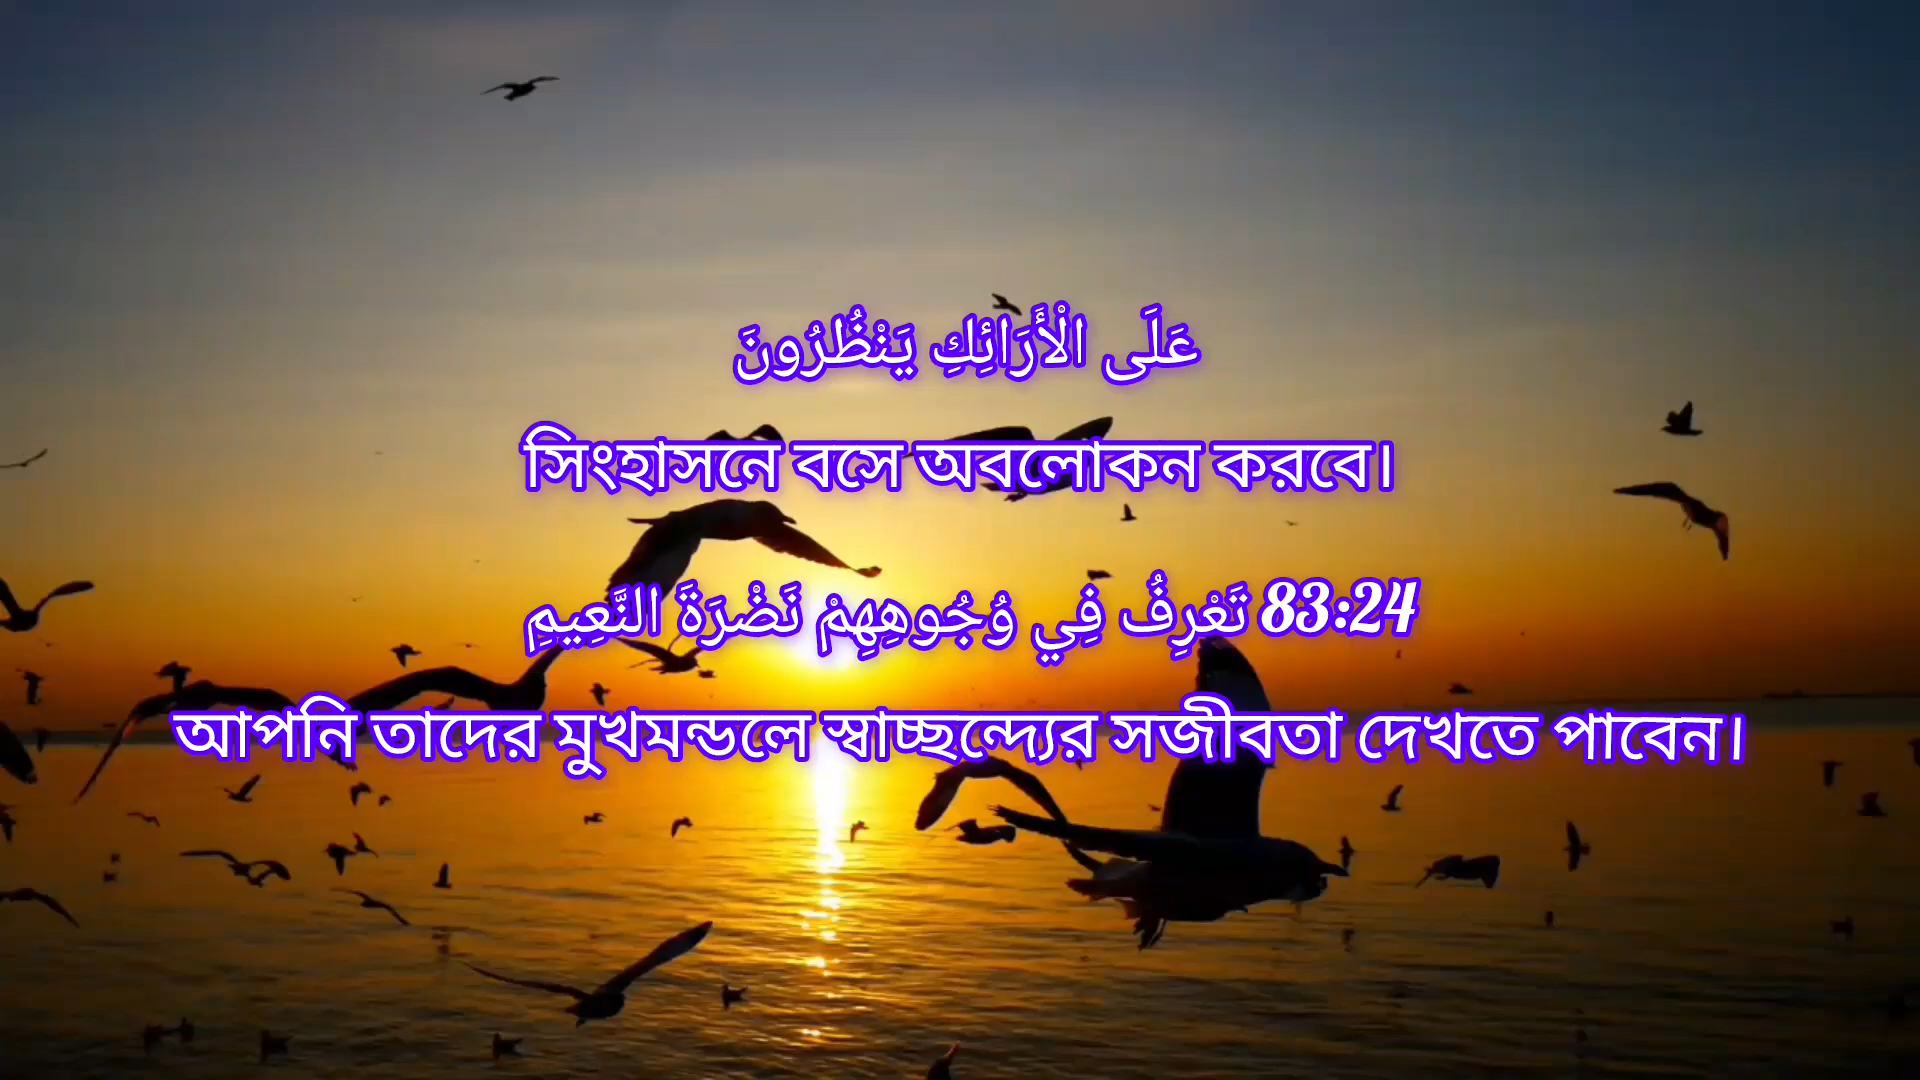 عَلَى الْأَرَائِكِ يَنْظُرُونَ
সিংহাসনে বসে অবলোকন করবে।
83:24 تَعْرِفُ فِي وُجُوهِهِمْ نَضْرَةَ النَّعِيمِ
আপনি তাদের মুখমন্ডলে স্বাচ্ছন্দ্যের সজীবতা দেখতে পাবেন।